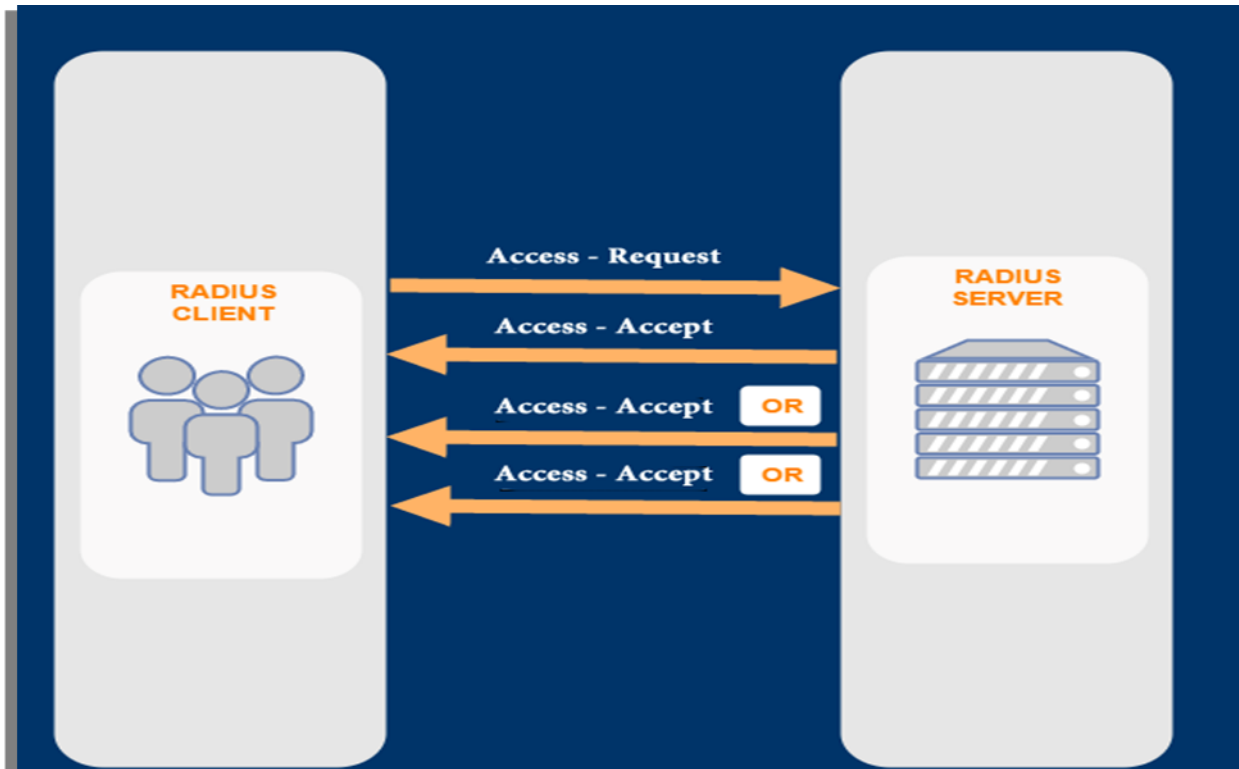 Access - Request
RADIUS
CLIENT
RADIUS
SERVER
Access - Accept
Access - Accept OR
Access - Accept OR